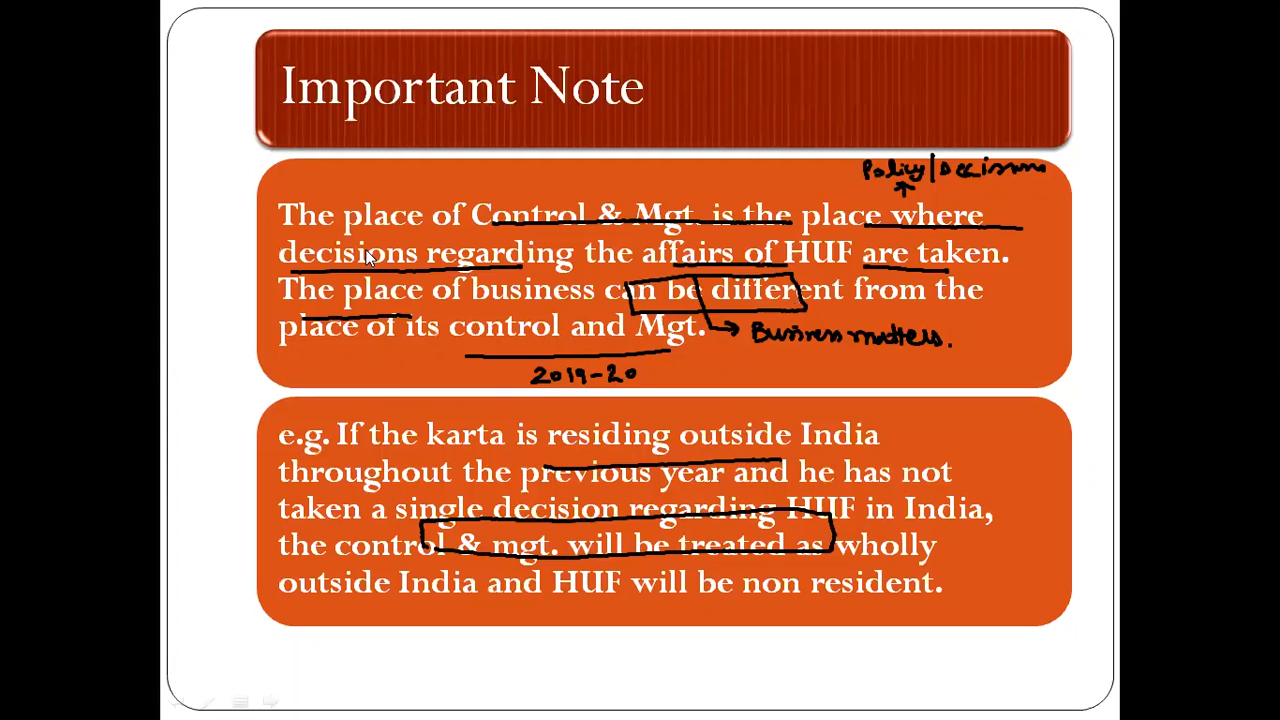 Important Note
Policy/Decisions
The place of Control & Mgt. is the place where
decisions regarding the affairs of HUF are taken.
The place of business can be different from the
place of its control and Mgt.
Business matters.
2019-20
e.g. If the karta is residing outside India
throughout the previous year and he has not
taken a single decision regarding HUF in India,
the control & mgt. will be treated as wholly
outside India and HUF will be non resident.